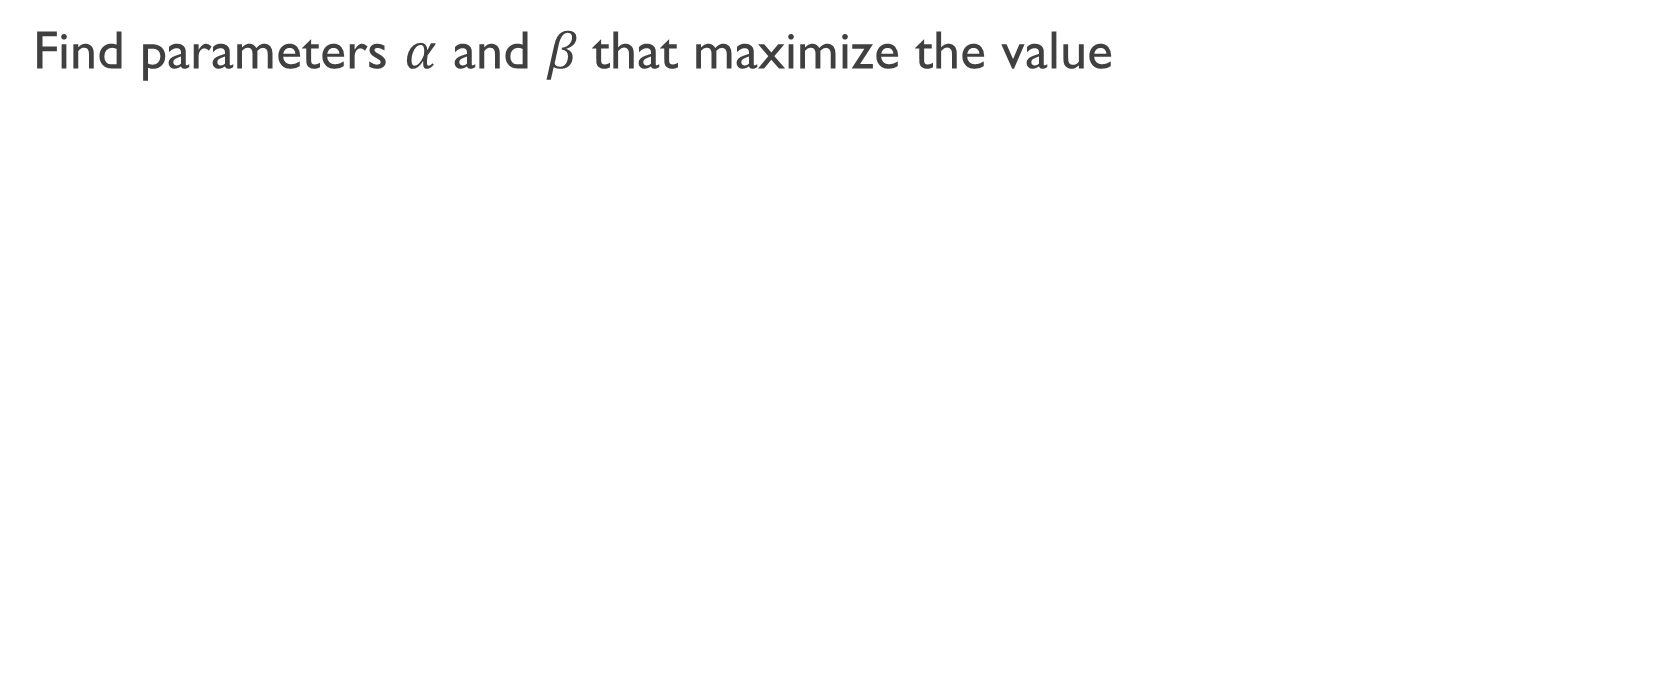 Find parameters α and β that maximize the value